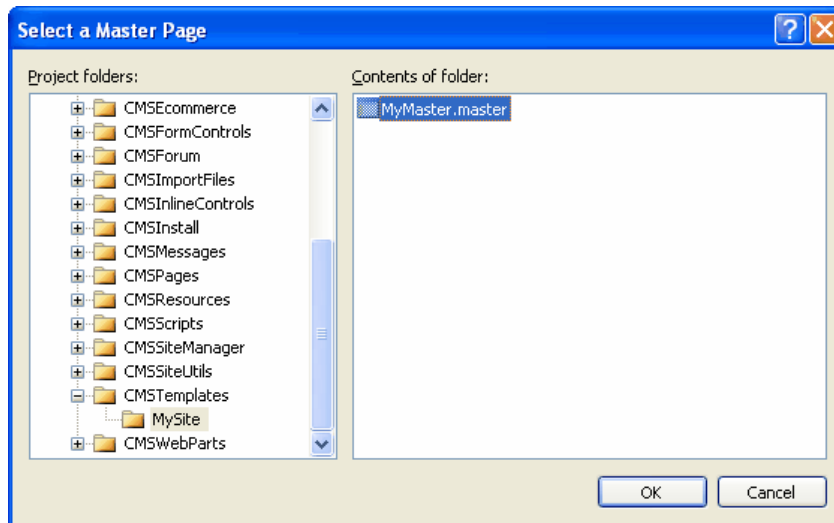 Select a Master Page
Project folders:
Contents of folder:
CMSEcommerce
CMSFormControls
CMSForum
CMSImportFiles
CMSInlineControls
CMSInstall
CMSMessages
CMSPages
CMSResources
CMSScripts
CMSSiteManager
CMSSiteUtils
CMSTemplates
MySite
CMSWebParts
MyMaster.master
OK
Cancel